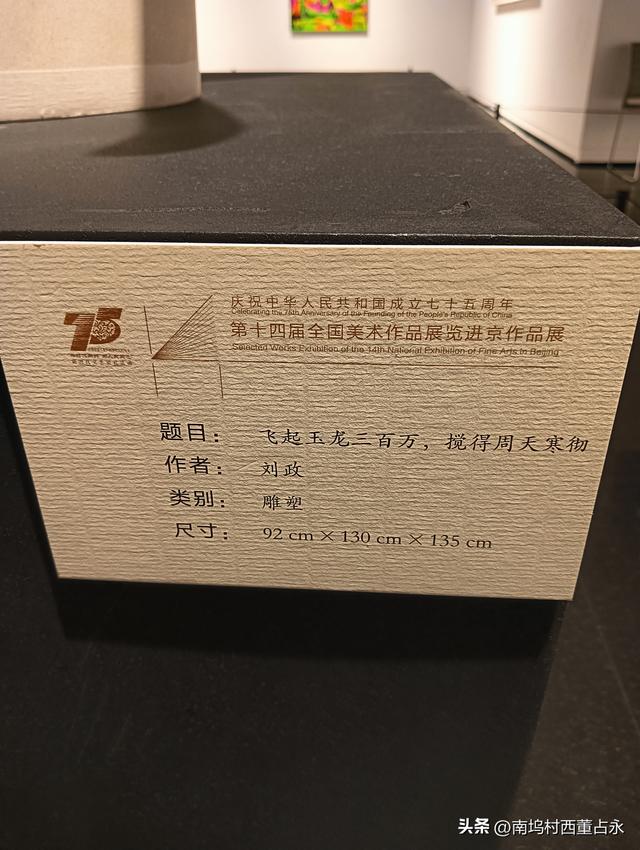 75
庆祝中华人民共和国成立七十五周年
Celebrating the 75th Anniversary of the Founding of the People's Republic of China
第十四届全国美术作品展览进京作品展
Selected Works Exhibition of the 14th National Exhibition of Fine Arts in Beijing
题目： 飞起玉龙三百万，搅得周天寒彻
作者： 刘政
类别： 雕塑
尺寸： 92 cm × 130 cm × 135 cm
头条 @南坞村西董占永